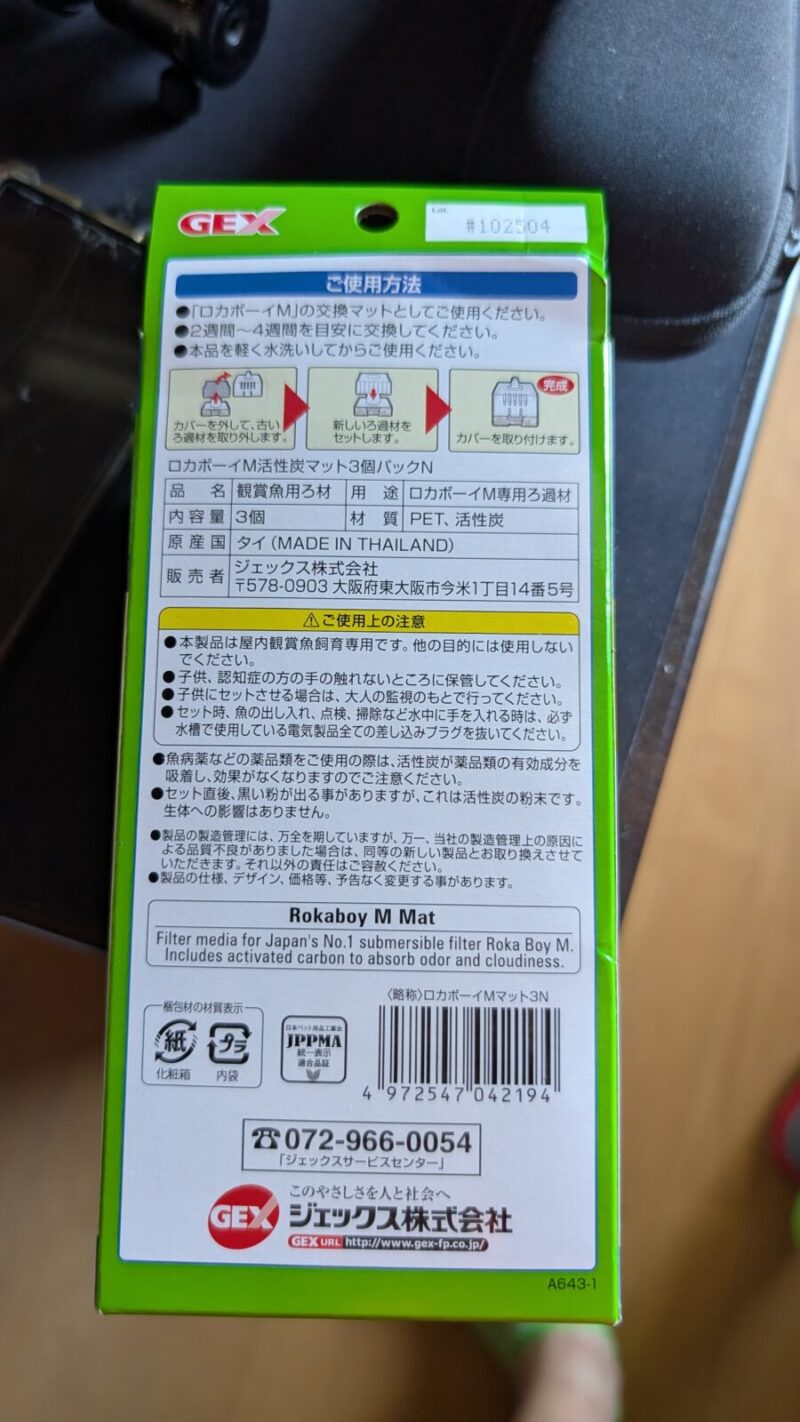 GEX
Lot.
#102504
ご使用方法
●「ロカボーイM」の交換マットとしてご使用ください。
●2週間～4週間を目安に交換してください。
●本品を軽く水洗いしてからご使用ください。
カバーを外して、古い
ろ過材を取り外します。
新しいろ過材を
セットします。
完成
カバーを取り付けます。
ロカボーイM活性炭マット3個パックN
品名 観賞魚用ろ材 用途 ロカボーイM専用ろ過材
内容量 3個 材質 PET、活性炭
原産国 タイ（MADE IN THAILAND）
販売者 ジェックス株式会社
〒578-0903 大阪府東大阪市今米1丁目14番5号
⚠ご使用上の注意
●本製品は屋内観賞魚飼育専用です。他の目的には使用しない
でください。
●子供、認知症の方の手の触れないところに保管してください。
●子供にセットさせる場合は、大人の監視のもとで行ってください。
●セット時、魚の出し入れ、点検、掃除など水中に手を入れる時は、必ず
水槽で使用している電気製品全ての差し込みプラグを抜いてください。
●魚病薬などの薬品類をご使用の際は、活性炭が薬品類の有効成分を
吸着し、効果がなくなりますのでご注意ください。
●セット直後、黒い粉が出る事がありますが、これは活性炭の粉末です。
生体への影響はありません。
●製品の製造管理には、万全を期していますが、万一、当社の製造管理上の原因に
よる品質不良がありました場合は、同等の新しい製品とお取り換えさせて
いただきます。それ以外の責任はご容赦ください。
●製品の仕様、デザイン、価格等、予告なく変更する事があります。
Rokaboy M Mat
Filter media for Japan's No.1 submersible filter Roka Boy M.
Includes activated carbon to absorb odor and cloudiness.
梱包材の材質表示
紙
化粧箱
プラ
内袋
日本ペット用品工業会
JPPMA
統一表示
適合品証
〈略称〉ロカボーイMマット3N
4 972547 042194
☎072-966-0054
「ジェックスサービスセンター」
GEX
このやさしさを人と社会へ
ジェックス株式会社
GEX URL http://www.gex-fp.co.jp/
A643-1